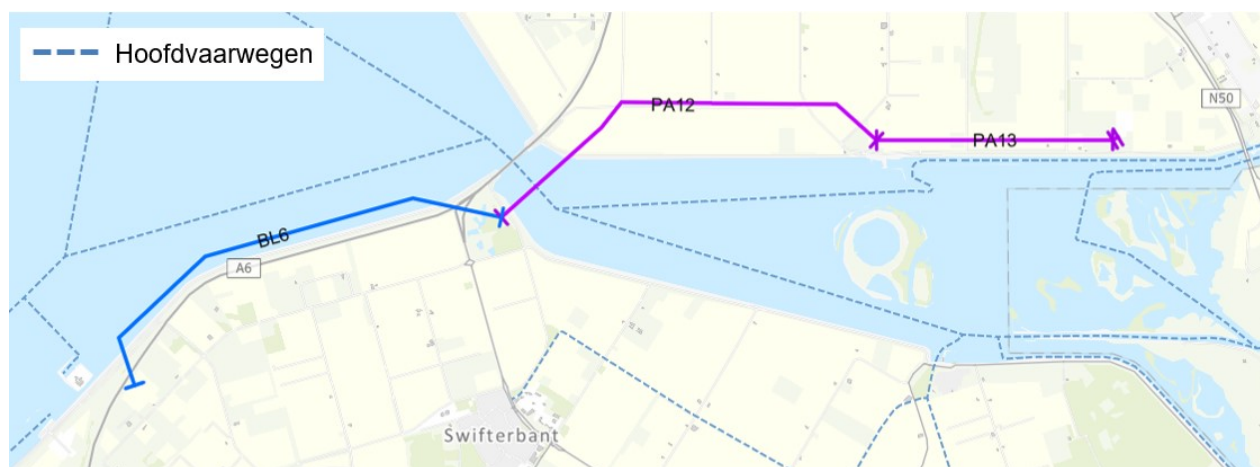 Hoofdvaarwegen
PA12
N50
PA13
BL6
A6
Swifterbant